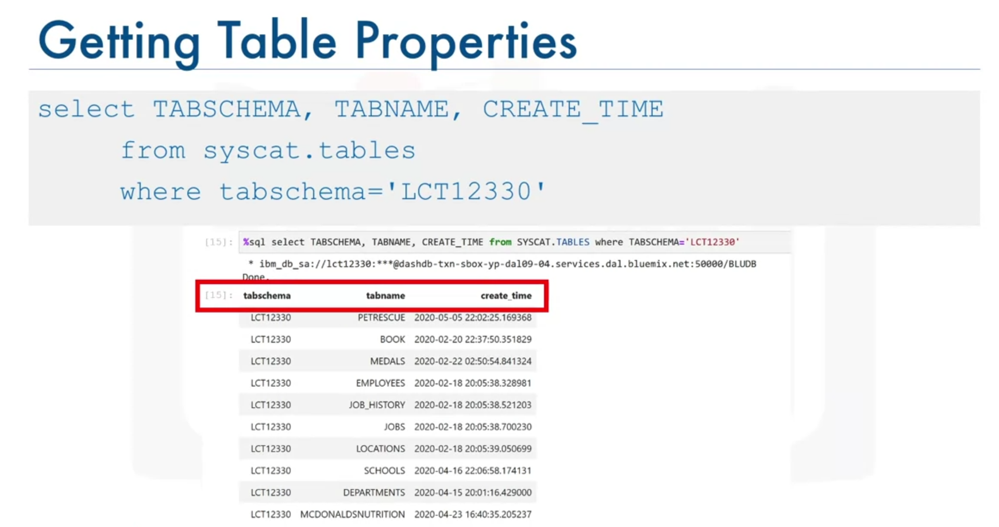 Getting Table Properties
select TABSCHEMA, TABNAME, CREATE_TIME
from syscat.tables
where tabschema='LCT12330'
[15]: %sql select TABSCHEMA, TABNAME, CREATE_TIME from SYSCAT.TABLES where TABSCHEMA='LCT12330'
* ibm_db_sa://lct12330:***@dashdb-txn-sbox-yp-dal09-04.services.dal.bluemix.net:50000/BLUDB
Done.
[15]: tabschema tabname create_time
LCT12330 PETRESCUE 2020-05-05 22:02:25.169368
LCT12330 BOOK 2020-02-20 22:37:50.351829
LCT12330 MEDALS 2020-02-22 02:50:54.841324
LCT12330 EMPLOYEES 2020-02-18 20:05:38.328981
LCT12330 JOB_HISTORY 2020-02-18 20:05:38.521203
LCT12330 JOBS 2020-02-18 20:05:38.700230
LCT12330 LOCATIONS 2020-02-18 20:05:39.050699
LCT12330 SCHOOLS 2020-04-16 22:06:58.174131
LCT12330 DEPARTMENTS 2020-04-15 20:01:16.429000
LCT12330 MCDONALDSNUTRITION 2020-04-23 16:40:35.205237